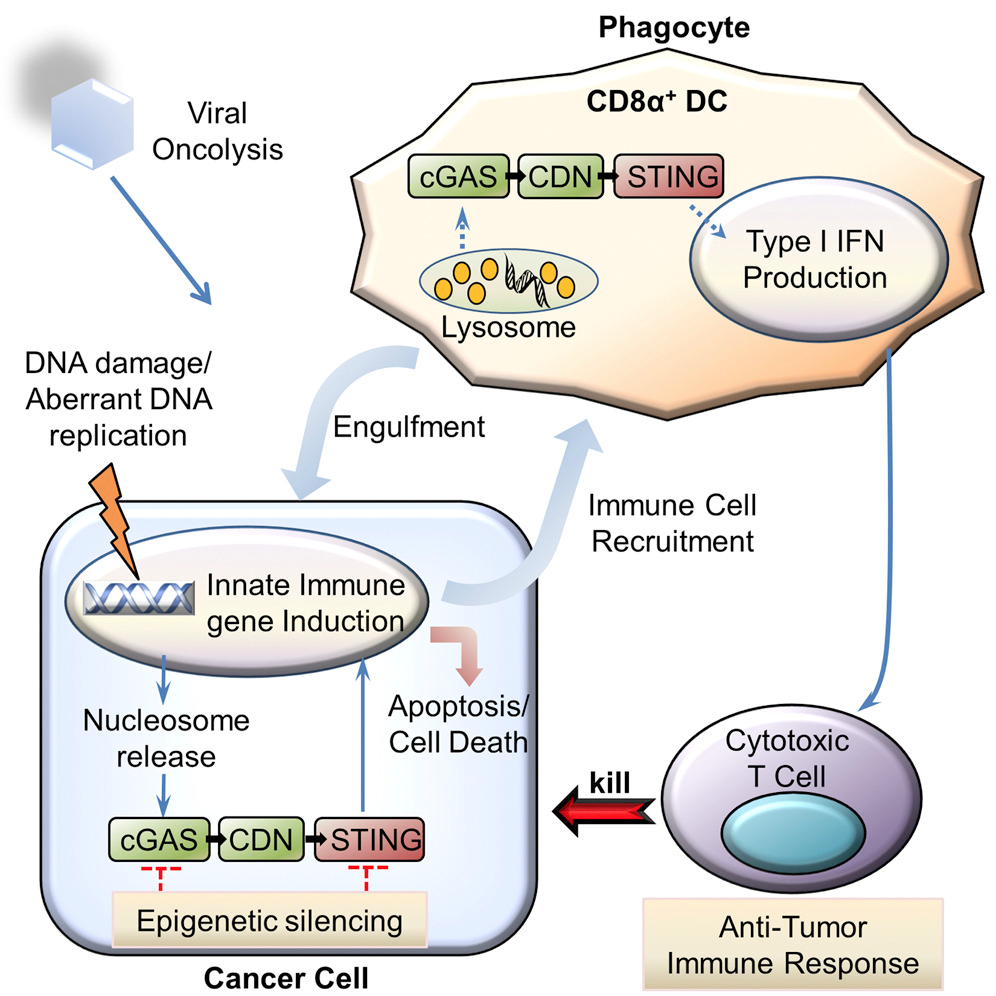 Phagocyte
CD8α⁺ DC
Viral
Oncolysis
cGAS
CDN
STING
Type I IFN
Production
Lysosome
DNA damage/
Aberrant DNA
replication
Engulfment
Immune Cell
Recruitment
Innate Immune
gene Induction
Nucleosome
release
Apoptosis/
Cell Death
cGAS
CDN
STING
Epigenetic silencing
Cancer Cell
kill
Cytotoxic
T Cell
Anti-Tumor
Immune Response